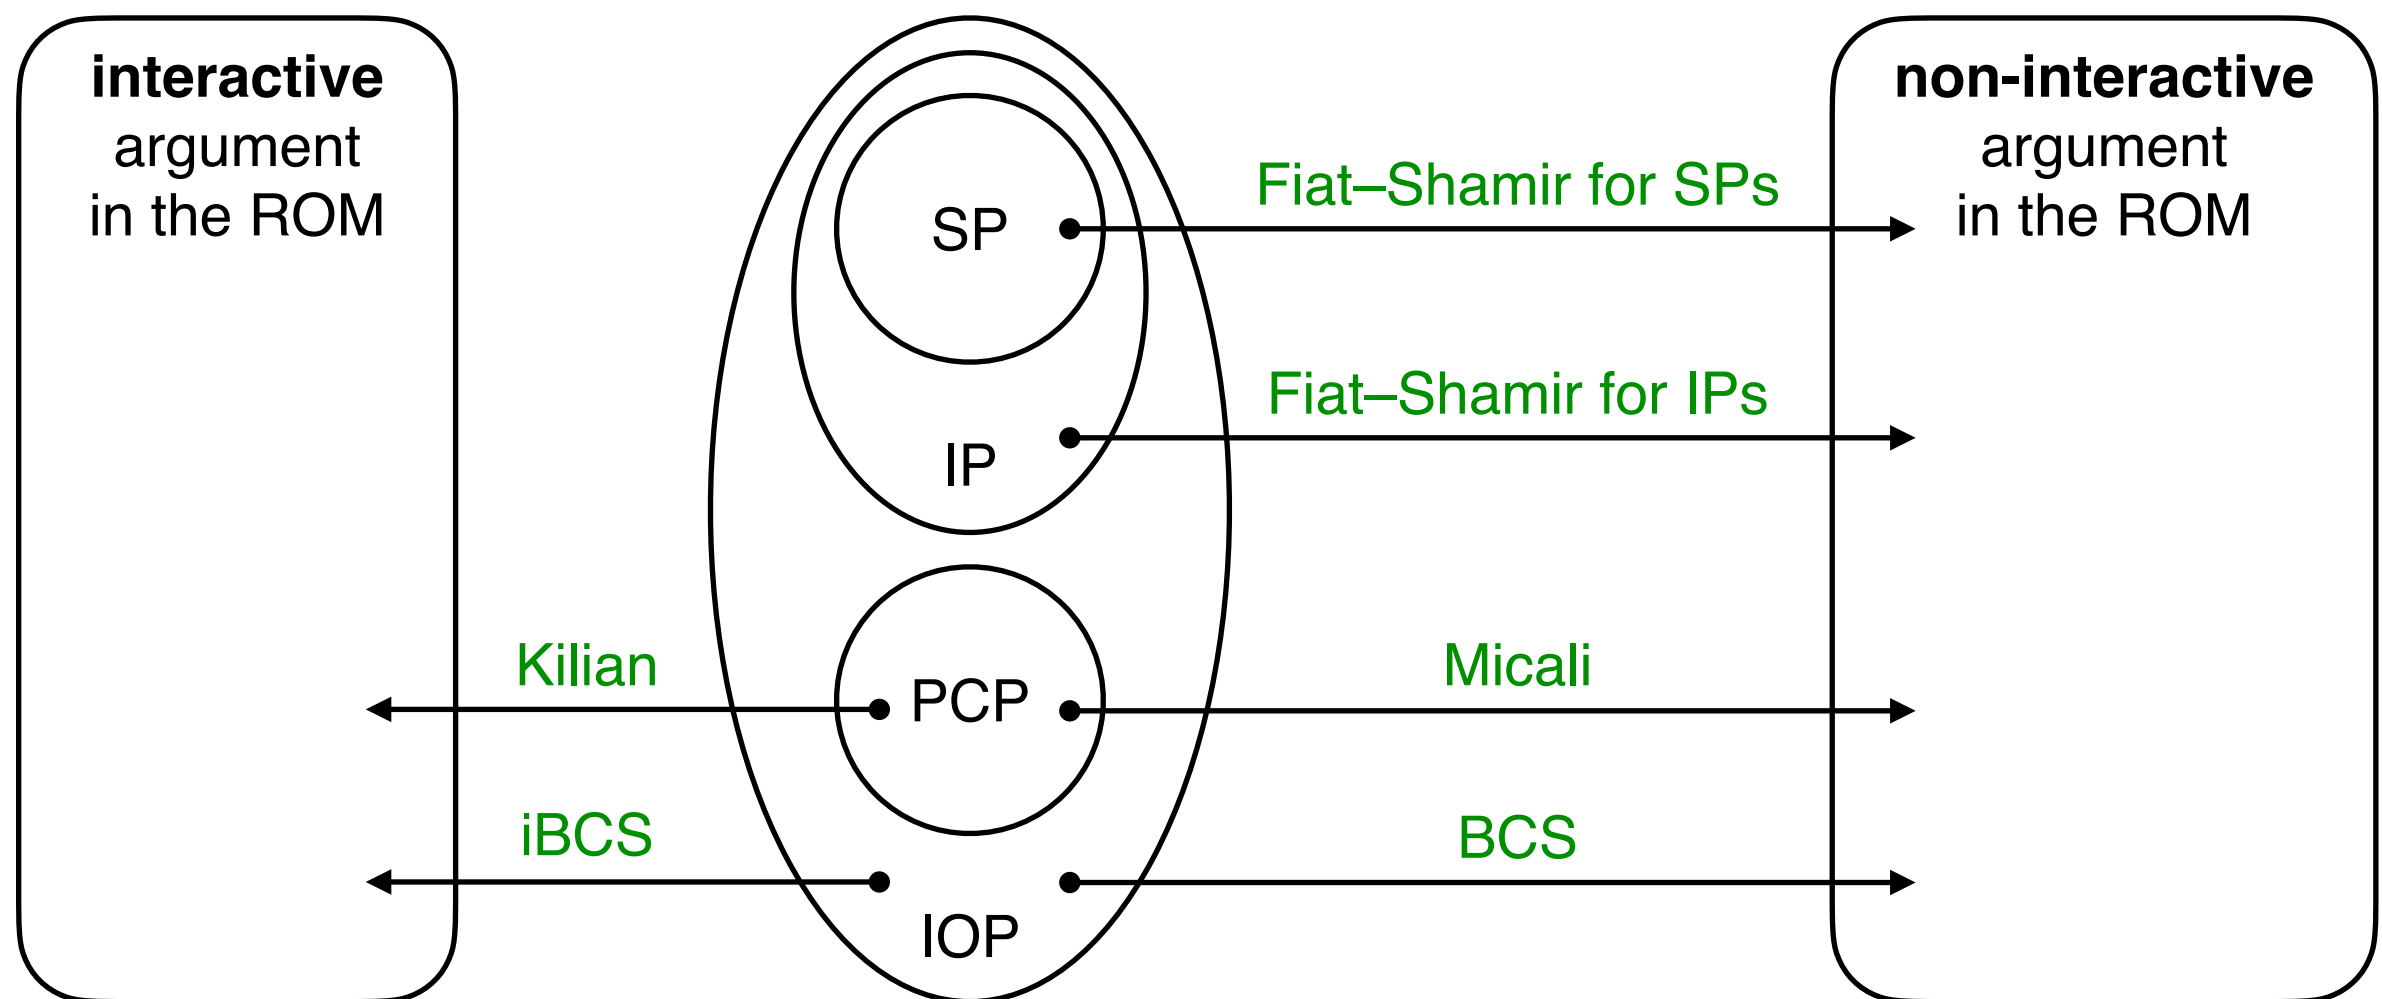 interactive
argument
in the ROM
SP
IP
PCP
IOP
Kilian
iBCS
Fiat–Shamir for SPs
Fiat–Shamir for IPs
Micali
BCS
non-interactive
argument
in the ROM